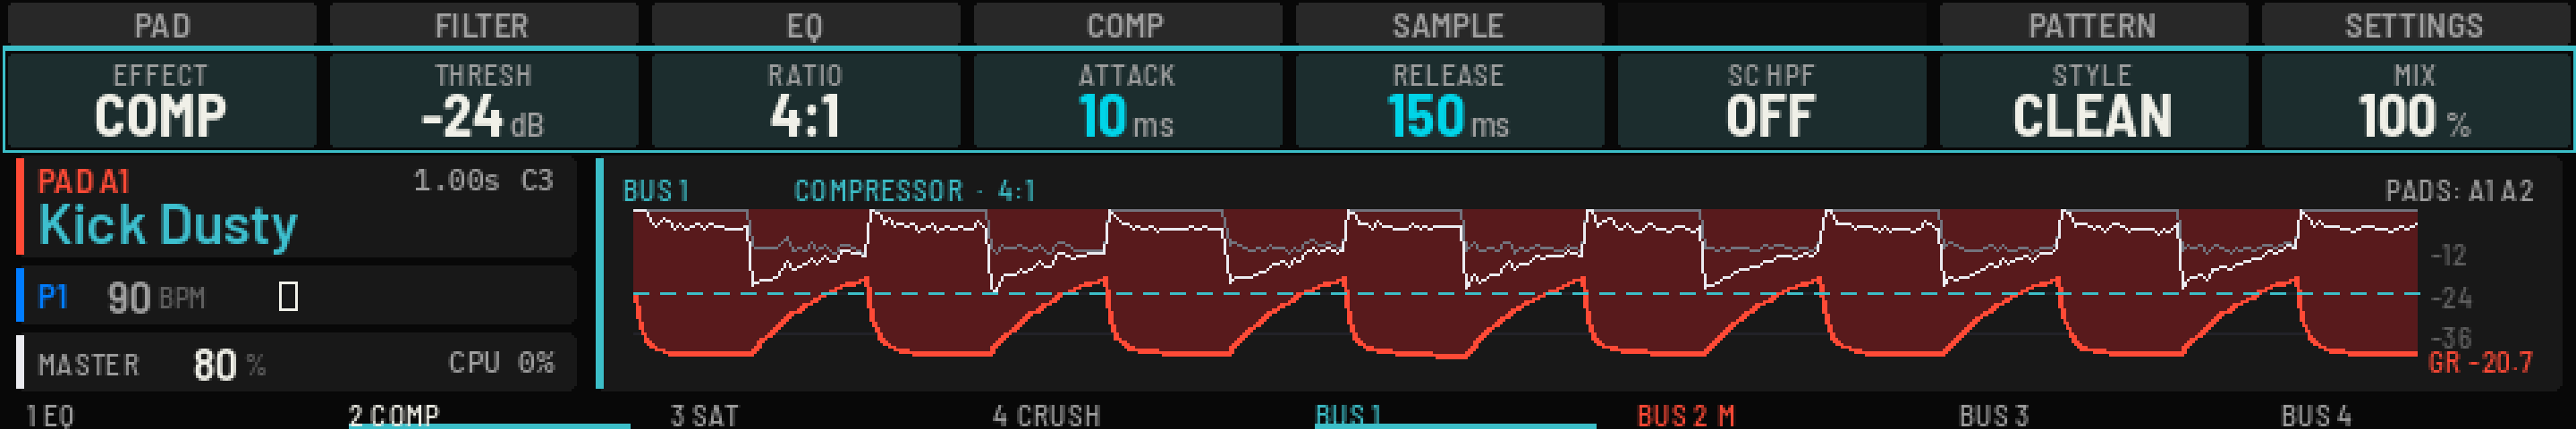 PAD FILTER EQ COMP SAMPLE PATTERN SETTINGS
EFFECT THRESH RATIO ATTACK RELEASE SC HPF STYLE MIX
COMP -24 dB 4:1 10 ms 150 ms OFF CLEAN 100 %
PAD A1 1.00s C3
Kick Dusty
P1 90 BPM
MASTER 80 % CPU 0%
BUS 1 COMPRESSOR - 4:1 PADS: A1 A2
-12
-24
-36
GR -20.7
1 EQ 2 COMP 3 SAT 4 CRUSH BUS 1 BUS 2 M BUS 3 BUS 4